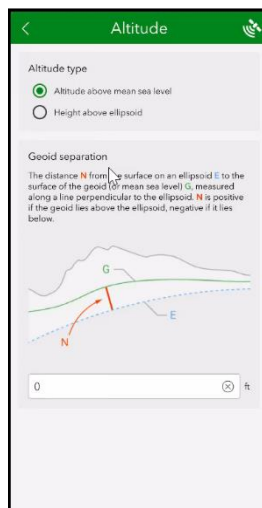 Altitude
Altitude type
Altitude above mean sea level
Height above ellipsoid
Geoid separation
The distance N from the surface on an ellipsoid E to the
surface of the geoid (or mean sea level) G, measured
along a line perpendicular to the ellipsoid. N is positive
if the geoid lies above the ellipsoid, negative if it lies
below.
G
E
N
0
ft